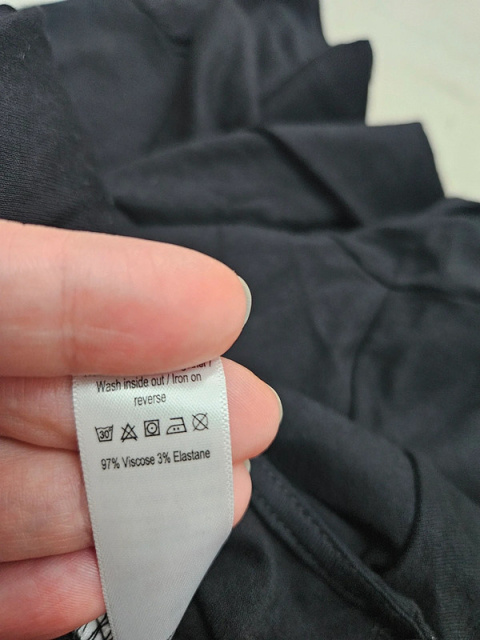 Wash inside out / Iron on
reverse
30
97% Viscose 3% Elastane